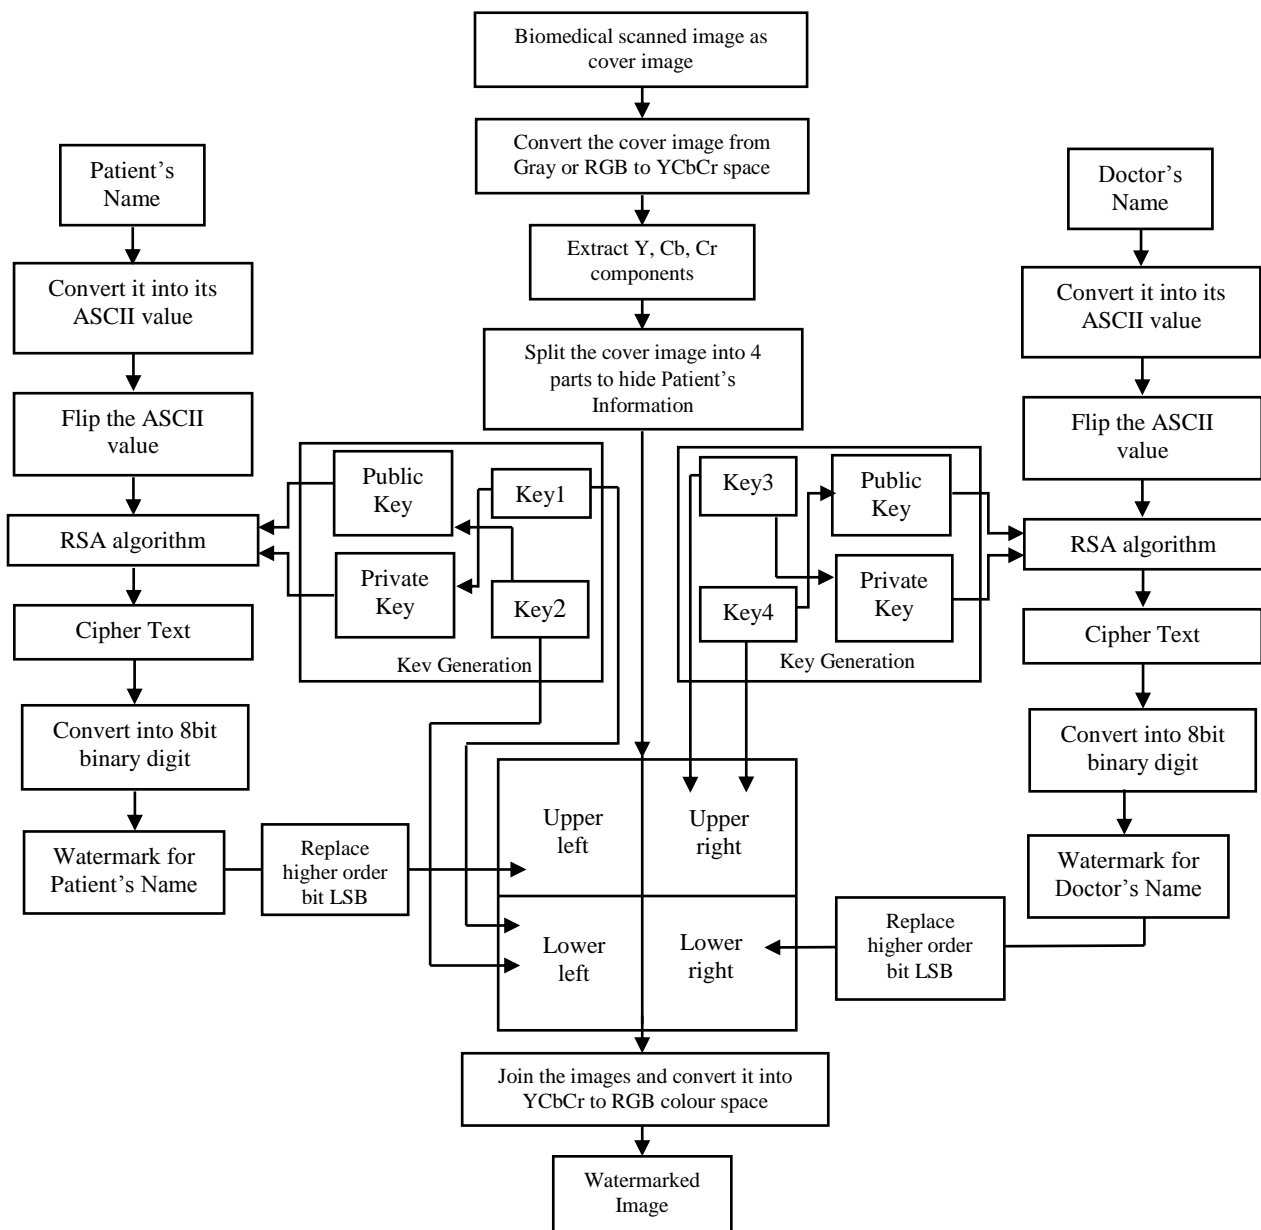 Biomedical scanned image as
cover image
Convert the cover image from
Gray or RGB to YCbCr space
Patient's
Name
Doctor's
Name
Extract Y, Cb, Cr
components
Convert it into its
ASCII value
Convert it into its
ASCII value
Split the cover image into 4
parts to hide Patient's
Information
Flip the ASCII
value
Flip the ASCII
value
Public
Key
Key1
Key3
Public
Key
RSA algorithm
RSA algorithm
Private
Key
Key2
Key4
Private
Key
Cipher Text
Cipher Text
Kev Generation
Key Generation
Convert into 8bit
binary digit
Convert into 8bit
binary digit
Upper
left
Upper
right
Watermark for
Patient's Name
Replace
higher order
bit LSB
Watermark for
Doctor's Name
Lower
left
Lower
right
Replace
higher order
bit LSB
Join the images and convert it into
YCbCr to RGB colour space
Watermarked
Image